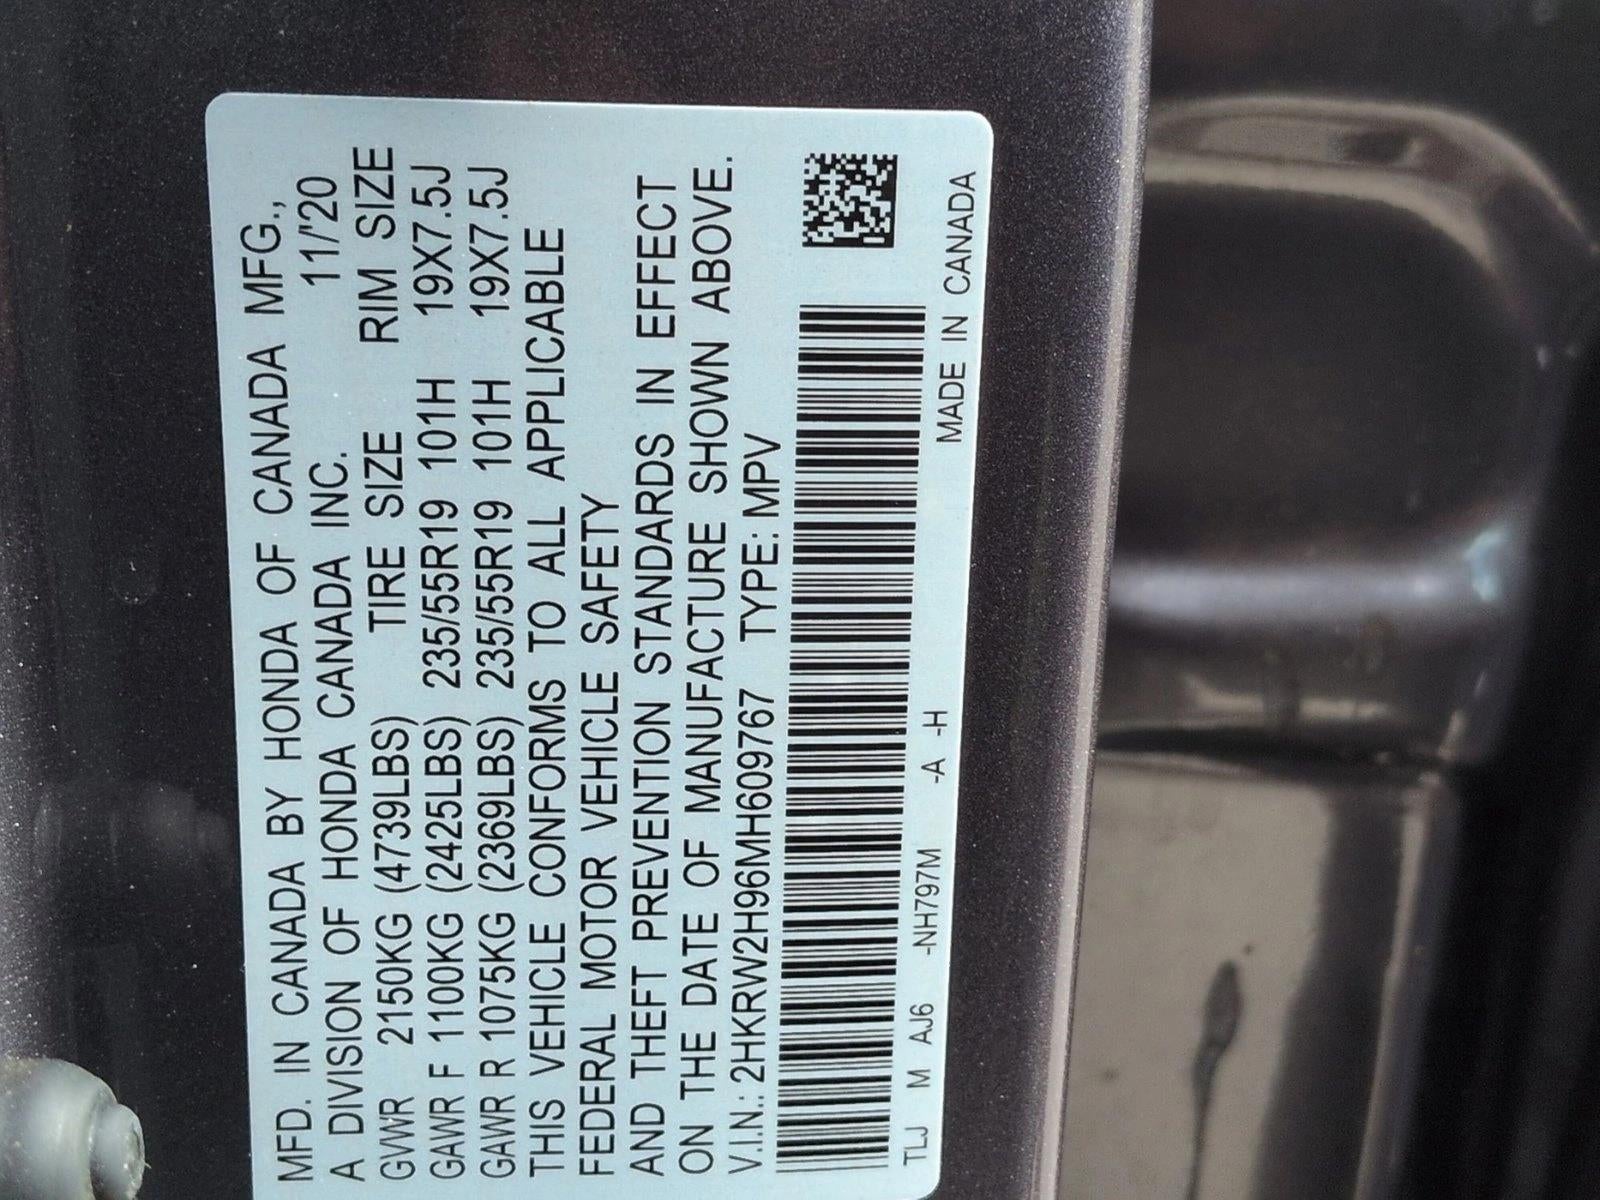 MFD. IN CANADA BY HONDA OF CANADA MFG.,
A DIVISION OF HONDA CANADA INC. 11/'20
GVWR 2150KG (4739LBS) TIRE SIZE RIM SIZE
GAWR F 1100KG (2425LBS) 235/55R19 101H 19X7.5J
GAWR R 1075KG (2369LBS) 235/55R19 101H 19X7.5J
THIS VEHICLE CONFORMS TO ALL APPLICABLE
FEDERAL MOTOR VEHICLE SAFETY
AND THEFT PREVENTION STANDARDS IN EFFECT
ON THE DATE OF MANUFACTURE SHOWN ABOVE.
V.I.N.: 2HKRW2H96MH609767 TYPE: MPV
TLJ M AJ6 -NH797M -A -H MADE IN CANADA